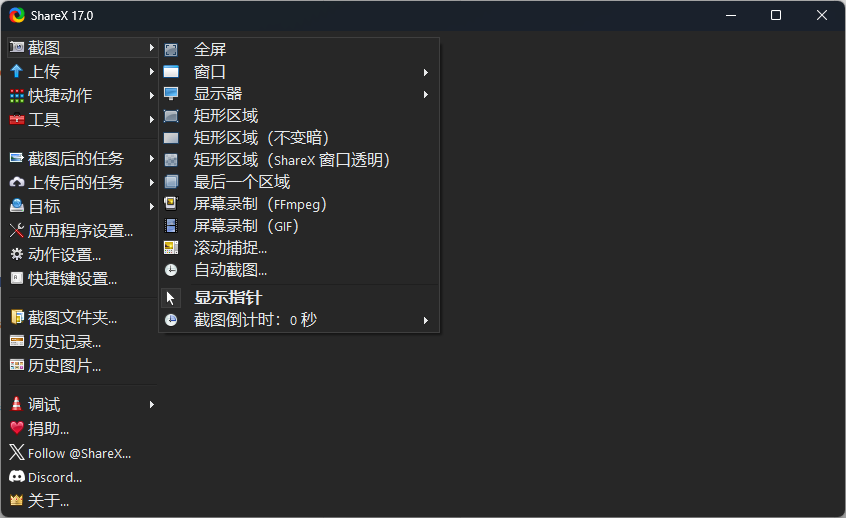 ShareX 17.0
截图
上传
快捷动作
工具
截图后的任务
上传后的任务
目标
应用程序设置...
动作设置...
快捷键设置...
截图文件夹...
历史记录...
历史图片...
调试
捐助...
Follow @ShareX...
Discord...
关于...
全屏
窗口
显示器
矩形区域
矩形区域（不变暗）
矩形区域（ShareX 窗口透明）
最后一个区域
屏幕录制（FFmpeg）
屏幕录制（GIF）
滚动捕捉...
自动截图...
显示指针
截图倒计时：0 秒